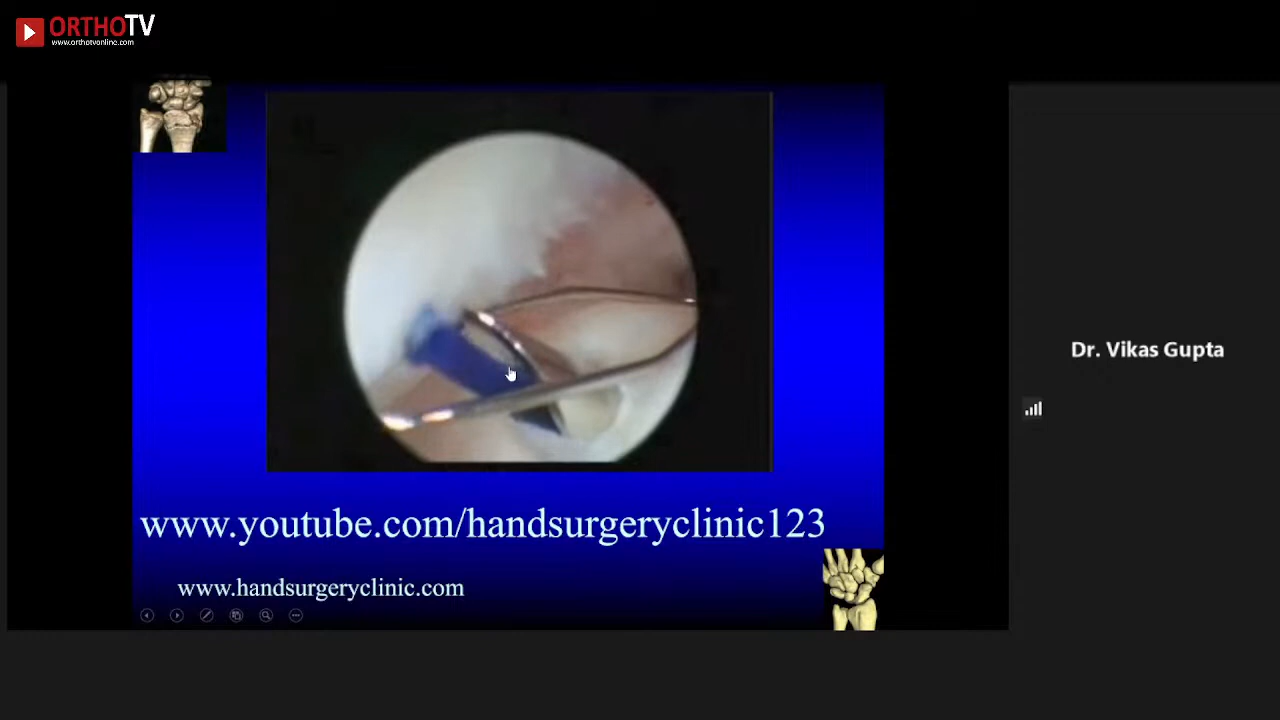 ORTHOTV
www.orthotvonline.com
Dr. Vikas Gupta
www.youtube.com/handsurgeryclinic123
www.handsurgeryclinic.com